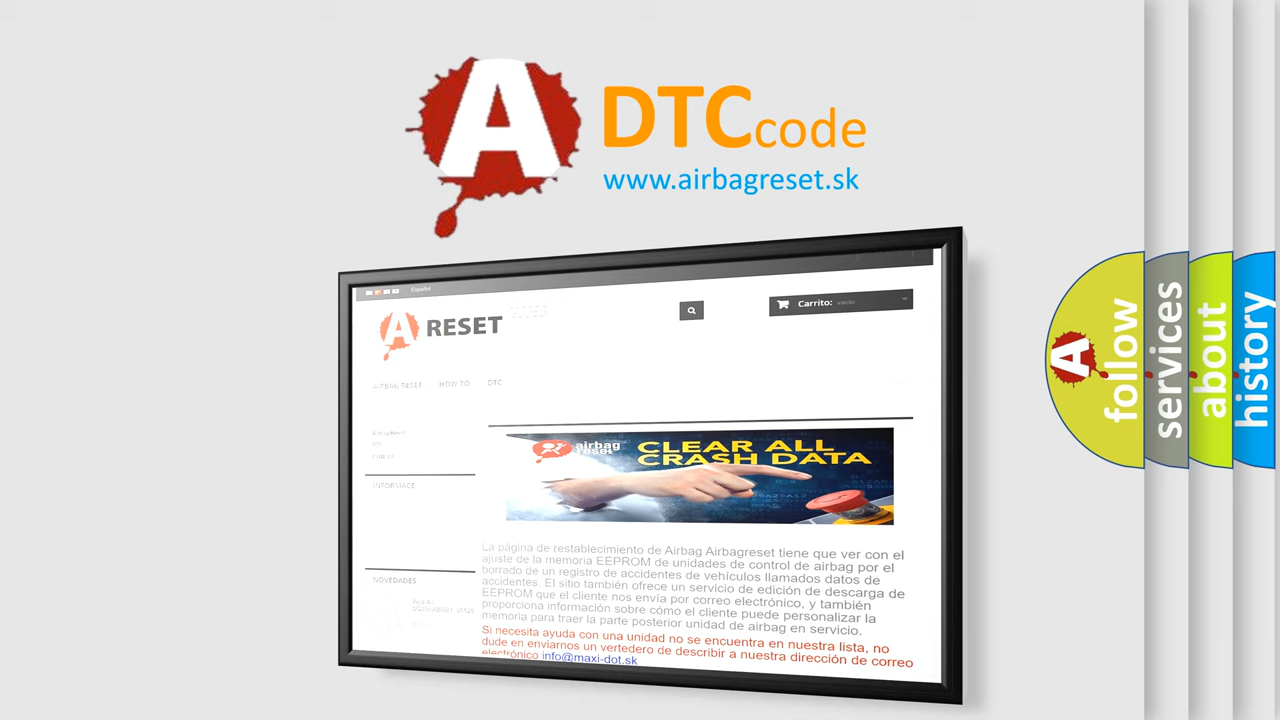 A
DTCcode
www.airbagreset.sk
Español
A RESET
Carrito: vacío
AIRBAG RESET HOW TO DTC
INFORMACE
airbag
reset
CLEAR ALL
CRASH DATA
NOVEDADES
La página de restablecimiento de Airbag Airbagreset tiene que ver con el
ajuste de la memoria EEPROM de unidades de control de airbag por el
borrado de un registro de accidentes de vehículos llamados datos de
accidentes. El sitio también ofrece un servicio de edición de descarga de
EEPROM que el cliente nos envía por correo electrónico, y también
proporciona información sobre cómo el cliente puede personalizar la
memoria para traer la parte posterior unidad de airbag en servicio.
Si necesita ayuda con una unidad no se encuentra en nuestra lista, no
dude en enviarnos un vertedero de describir a nuestra dirección de correo
electrónico info@maxi-dot.sk
A
follow
services
about
history